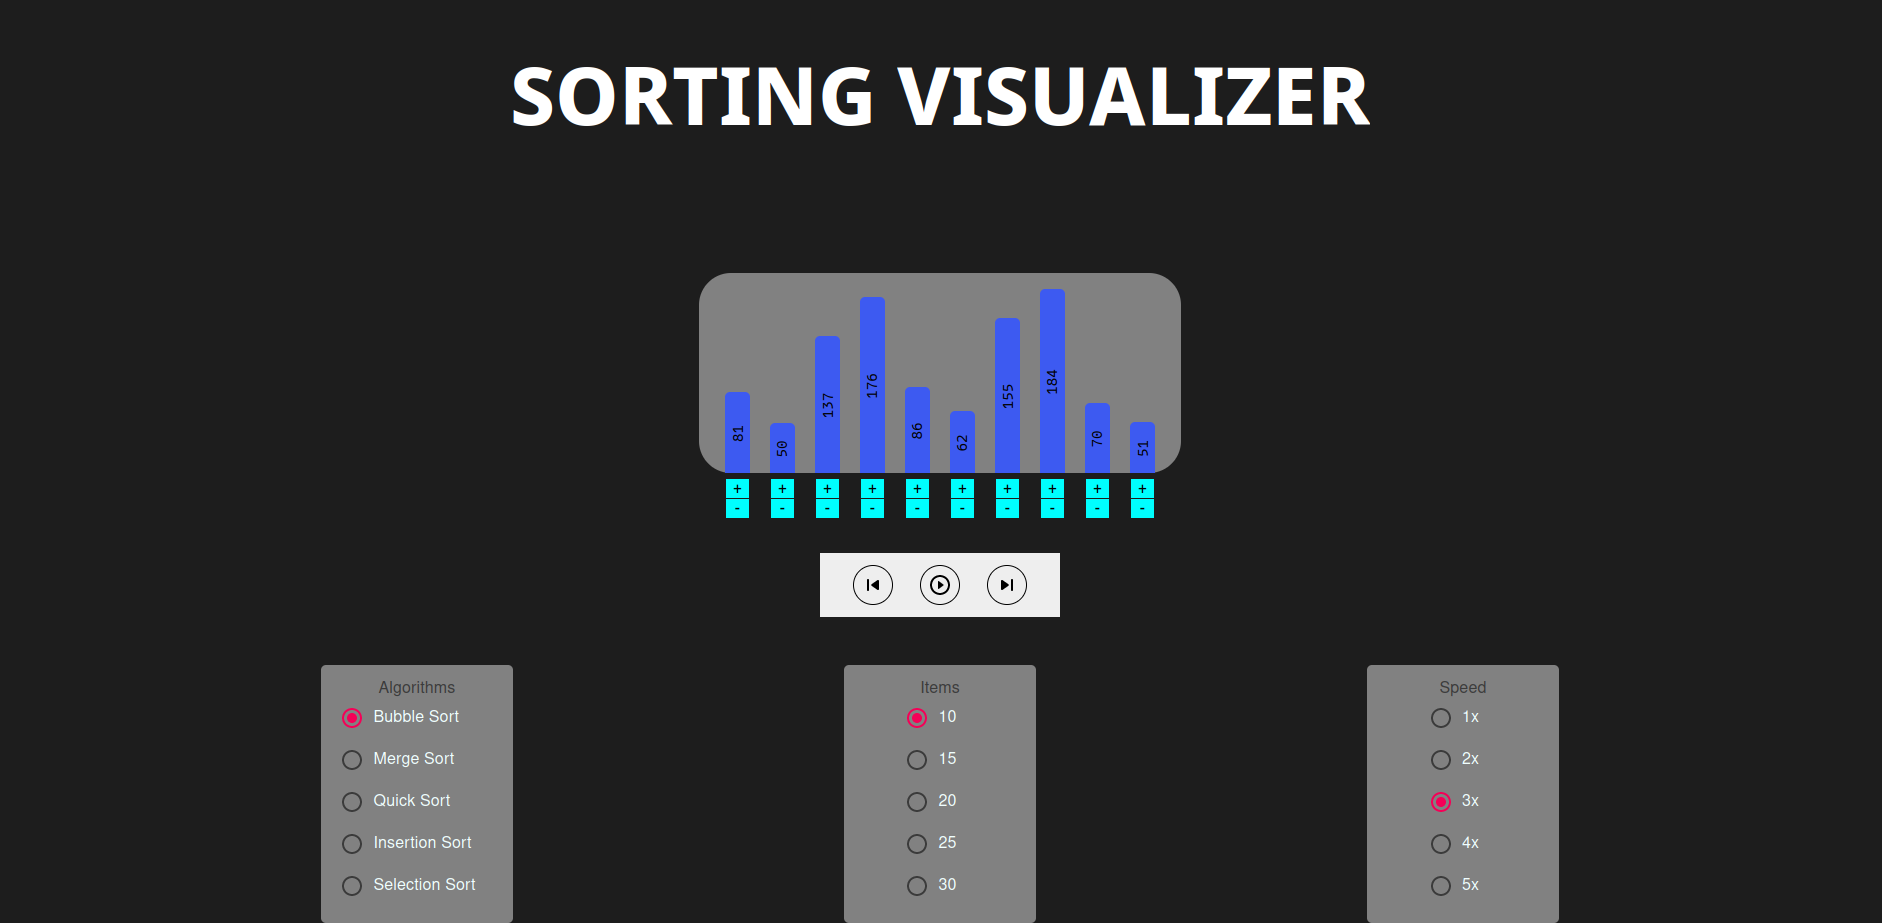 SORTING VISUALIZER
81 50 137 176 86 62 155 184 70 51
+ + + + + + + + + +
- - - - - - - - - -
Algorithms
Bubble Sort
Merge Sort
Quick Sort
Insertion Sort
Selection Sort
Items
10
15
20
25
30
Speed
1x
2x
3x
4x
5x